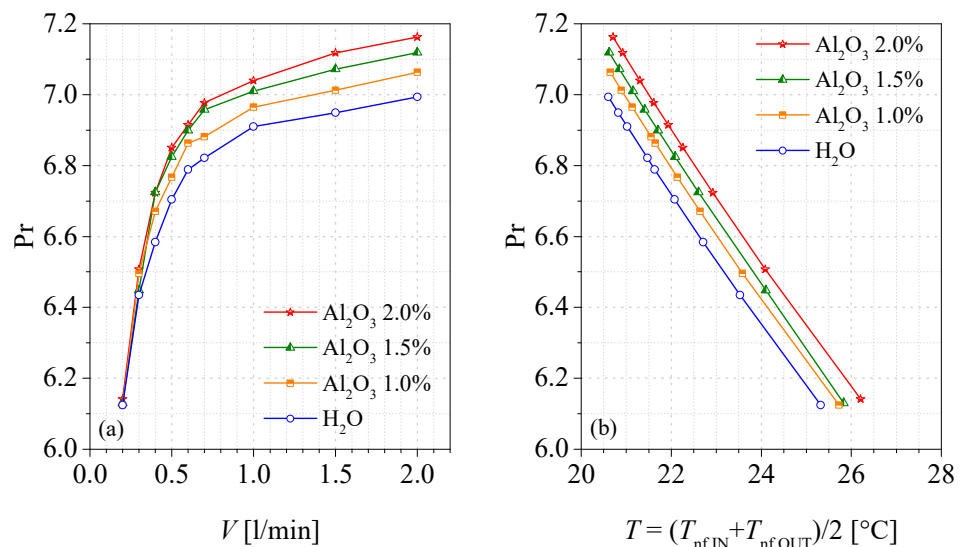 7.2
7.0
6.8
6.6
6.4
6.2
6.0
Pr
Al₂O₃ 2.0%
Al₂O₃ 1.5%
Al₂O₃ 1.0%
H₂O
(a)
0.0 0.5 1.0 1.5 2.0
V [l/min]
7.2
7.0
6.8
6.6
6.4
6.2
6.0
Pr
Al₂O₃ 2.0%
Al₂O₃ 1.5%
Al₂O₃ 1.0%
H₂O
(b)
20 22 24 26 28
T = (T_nf IN+T_nf OUT)/2 [°C]